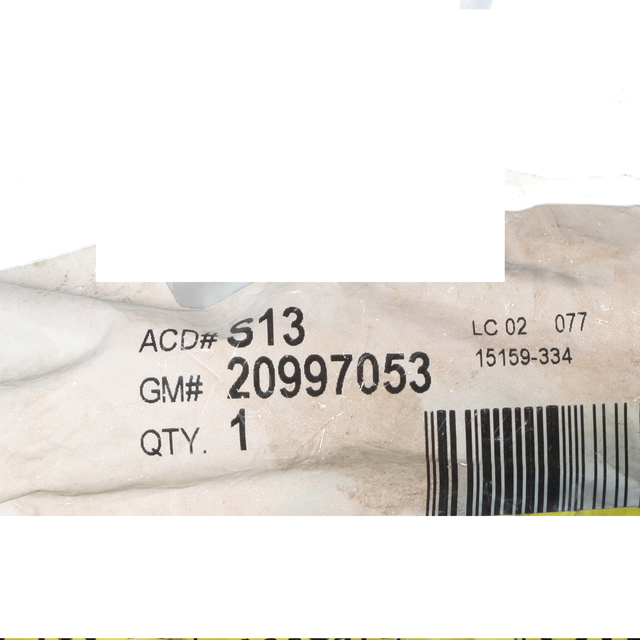 ACD# S13
GM# 20997053
QTY. 1
LC 02 077
15159-334